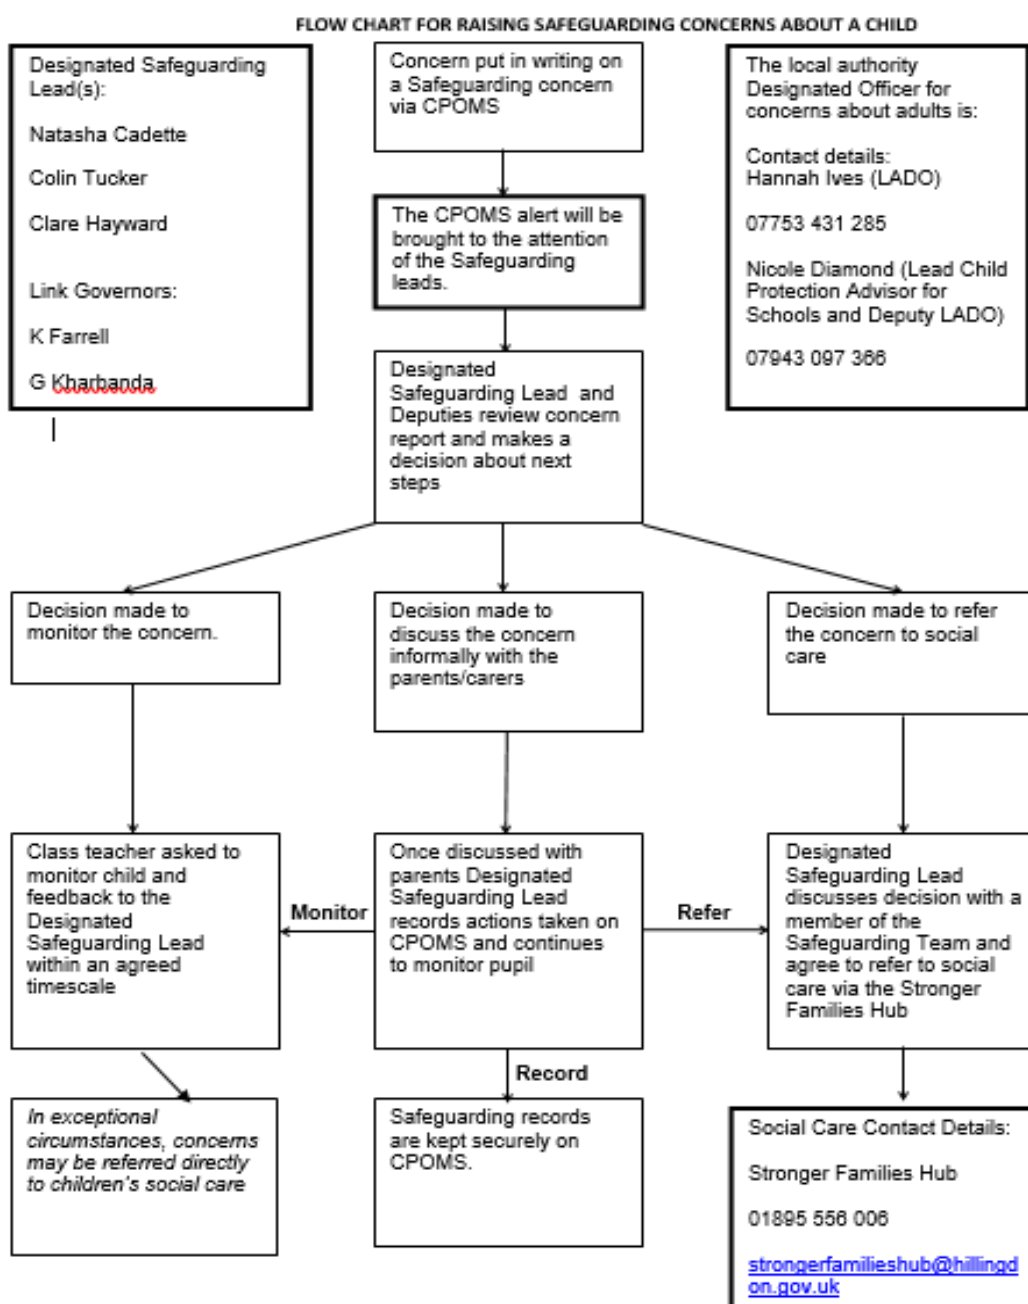 FLOW CHART FOR RAISING SAFEGUARDING CONCERNS ABOUT A CHILD
Designated Safeguarding
Lead(s):
Natasha Cadette
Colin Tucker
Clare Hayward
Link Governors:
K Farrell
G Kharbanda
Concern put in writing on
a Safeguarding concern
via CPOMS
The local authority
Designated Officer for
concerns about adults is:
Contact details:
Hannah Ives (LADO)
07753 431 285
Nicole Diamond (Lead Child
Protection Advisor for
Schools and Deputy LADO)
07943 097 366
The CPOMS alert will be
brought to the attention
of the Safeguarding
leads.
Designated
Safeguarding Lead and
Deputies review concern
report and makes a
decision about next
steps
Decision made to
monitor the concern.
Decision made to
discuss the concern
informally with the
parents/carers
Decision made to refer
the concern to social
care
Class teacher asked to
monitor child and
feedback to the
Designated
Safeguarding Lead
within an agreed
timescale
Monitor
Once discussed with
parents Designated
Safeguarding Lead
records actions taken on
CPOMS and continues
to monitor pupil
Refer
Designated
Safeguarding Lead
discusses decision with a
member of the
Safeguarding Team and
agree to refer to social
care via the Stronger
Families Hub
Record
In exceptional
circumstances, concerns
may be referred directly
to children's social care
Safeguarding records
are kept securely on
CPOMS.
Social Care Contact Details:
Stronger Families Hub
01895 556 006
strongerfamilieshub@hillingd
on.gov.uk